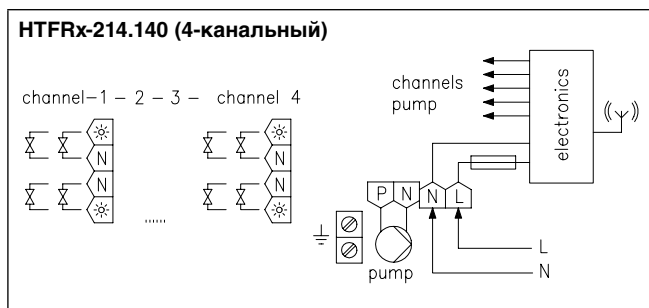 HTFRx-214.140 (4-канальный)
channel-1 - 2 - 3 - channel 4
N
N
N
N
......
channels
pump
electronics
P N N L
pump
L
N